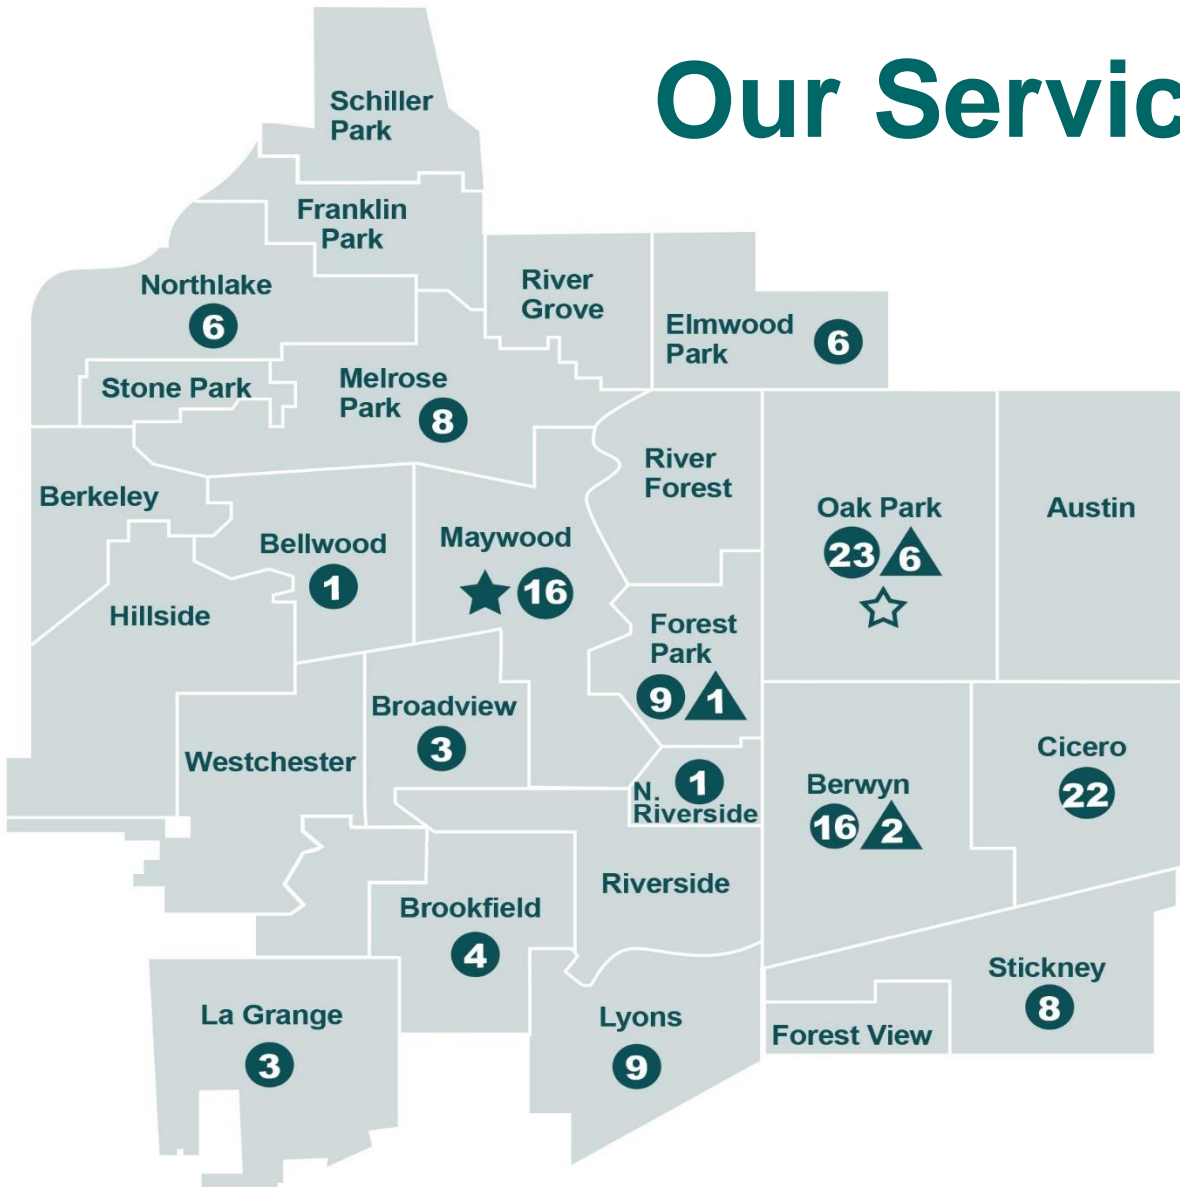 Our Servic
Schiller
Park
Franklin
Park
Northlake
6
River
Grove
Elmwood
Park
6
Stone Park
Melrose
Park
8
River
Forest
Berkeley
Oak Park
23 6
Austin
Bellwood
1
Maywood
16
Hillside
Forest
Park
9 1
Broadview
3
Westchester
1
N.
Riverside
Berwyn
16 2
Cicero
22
Riverside
Brookfield
4
Stickney
8
La Grange
3
Lyons
9
Forest View